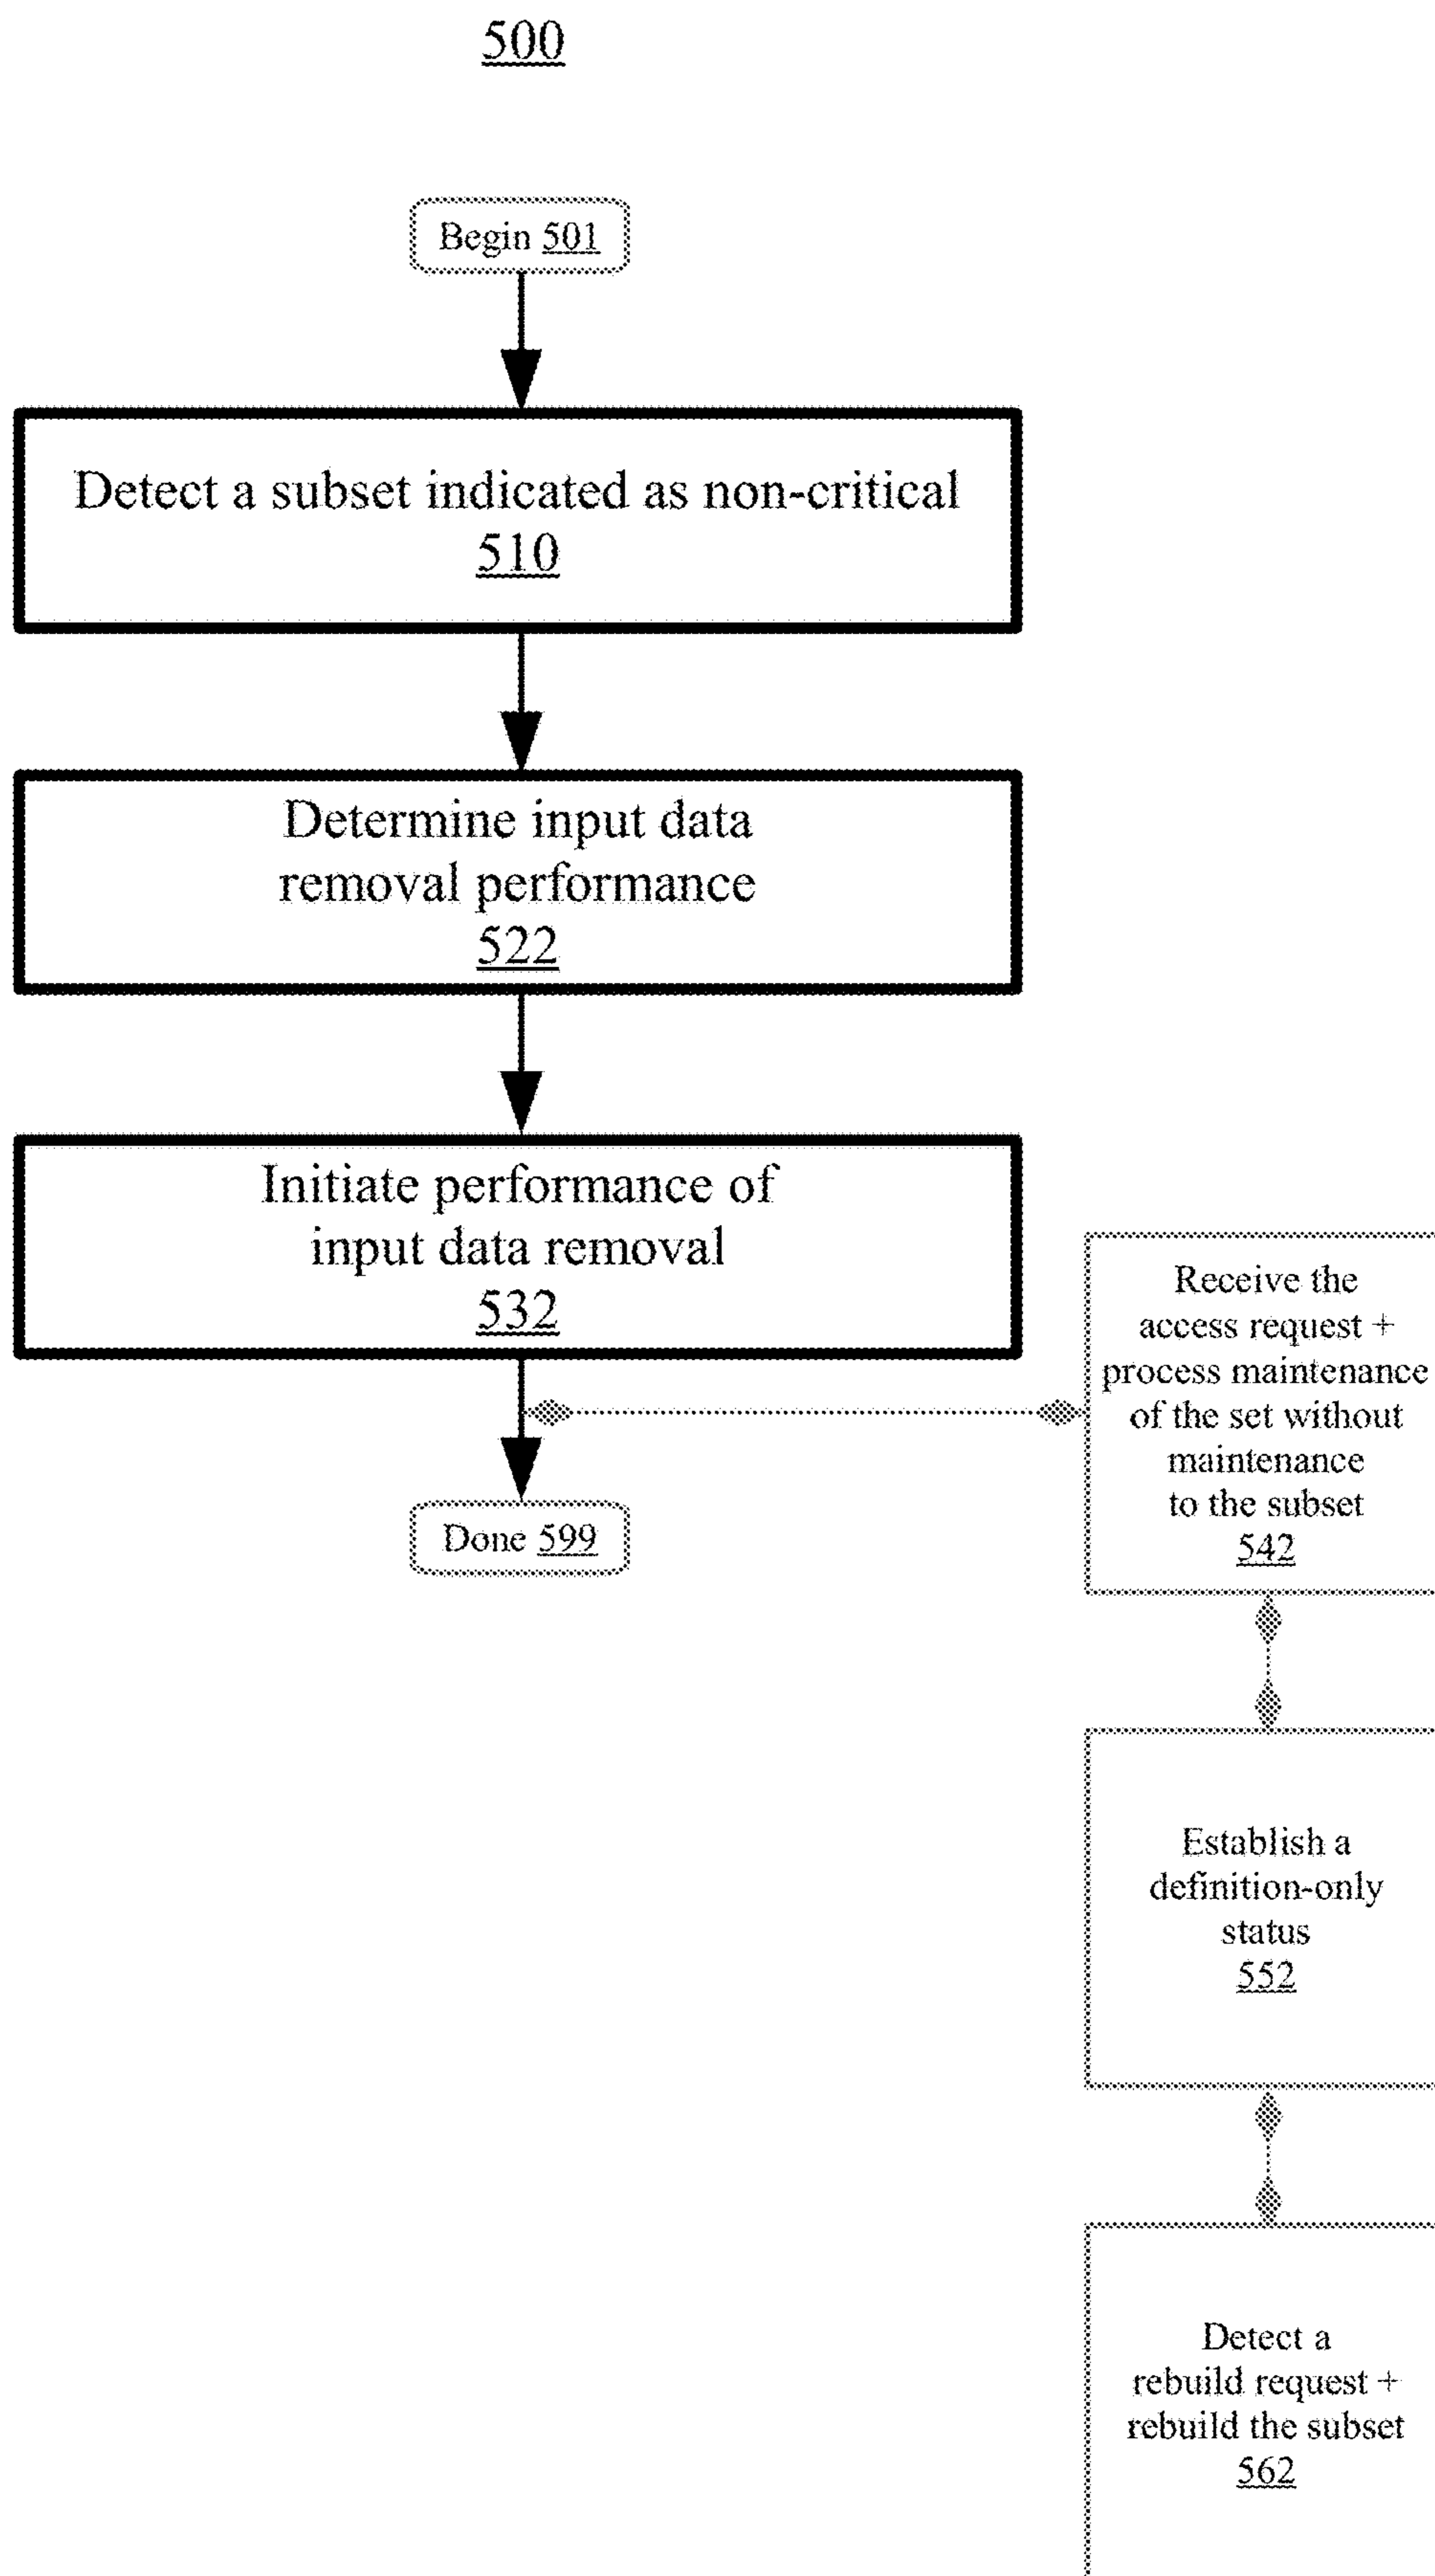 500
Begin 501
Detect a subset indicated as non-critical
510
Determine input data
removal performance
522
Initiate performance of
input data removal
532
Done 599
Receive the
access request +
process maintenance
of the set without
maintenance
to the subset
542
Establish a
definition-only
status
552
Detect a
rebuild request +
rebuild the subset
562